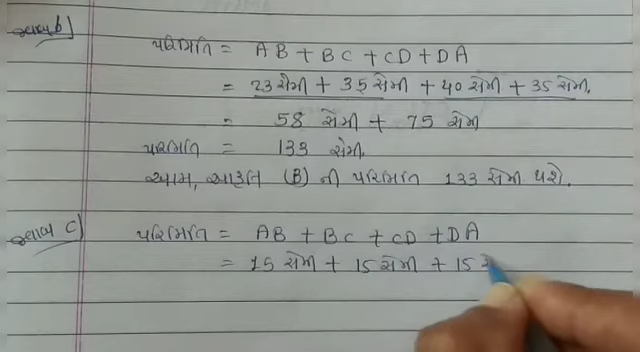 જવાબ b) પરિમિતિ = AB + BC + CD + DA
= 23 સેમી + 35 સેમી + 40 સેમી + 35 સેમી.
= 58 સેમી + 75 સેમી
પરિમિતિ = 133 સેમી.
આમ, આકૃતિ (B) ની પરિમિતિ 133 સેમી થશે.
જવાબ c) પરિમિતિ = AB + BC + CD + DA
= 15 સેમી + 15 સેમી + 15 સે